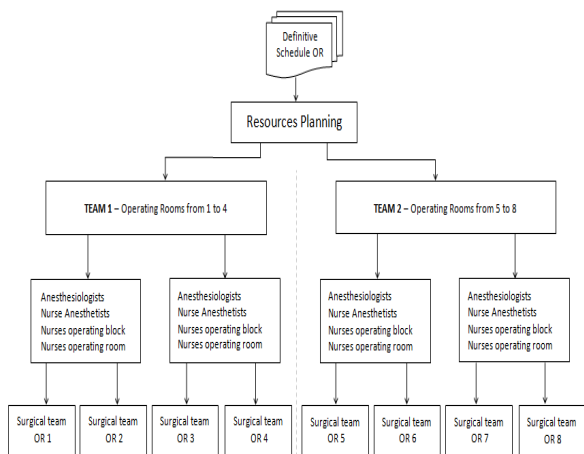 Definitive
Schedule OR
Resources Planning
TEAM 1 – Operating Rooms from 1 to 4
TEAM 2 – Operating Rooms from 5 to 8
Anesthesiologists
Nurse Anesthetists
Nurses operating block
Nurses operating room
Anesthesiologists
Nurse Anesthetists
Nurses operating block
Nurses operating room
Anesthesiologists
Nurse Anesthetists
Nurses operating block
Nurses operating room
Anesthesiologists
Nurse Anesthetists
Nurses operating block
Nurses operating room
Surgical team
OR 1
Surgical team
OR 2
Surgical team
OR 3
Surgical team
OR 4
Surgical team
OR 5
Surgical team
OR 6
Surgical team
OR 7
Surgical team
OR 8